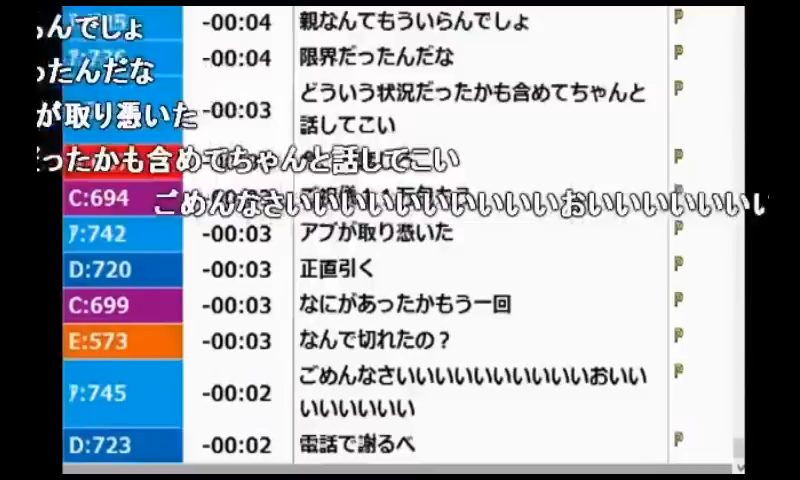 -00:04 親なんてもういらんでしょ P
-00:04 限界だったんだな P
-00:03 どういう状況だったかも含めてちゃんと
話してこい P
C:694
ｱ:742 -00:03 アブが取り憑いた P
D:720 -00:03 正直引く P
C:699 -00:03 なにがあったかもう一回 P
E:573 -00:03 なんで切れたの？ P
ｱ:745 -00:02 ごめんなさいいいいいいいいいいおいい
いいいいいい P
D:723 -00:02 電話で謝るべ P
んでしょ
ったんだな
が取り憑いた
だったかも含めてちゃんと話してこい
ごめんなさいいいいいいいいいいおいいいいいいい